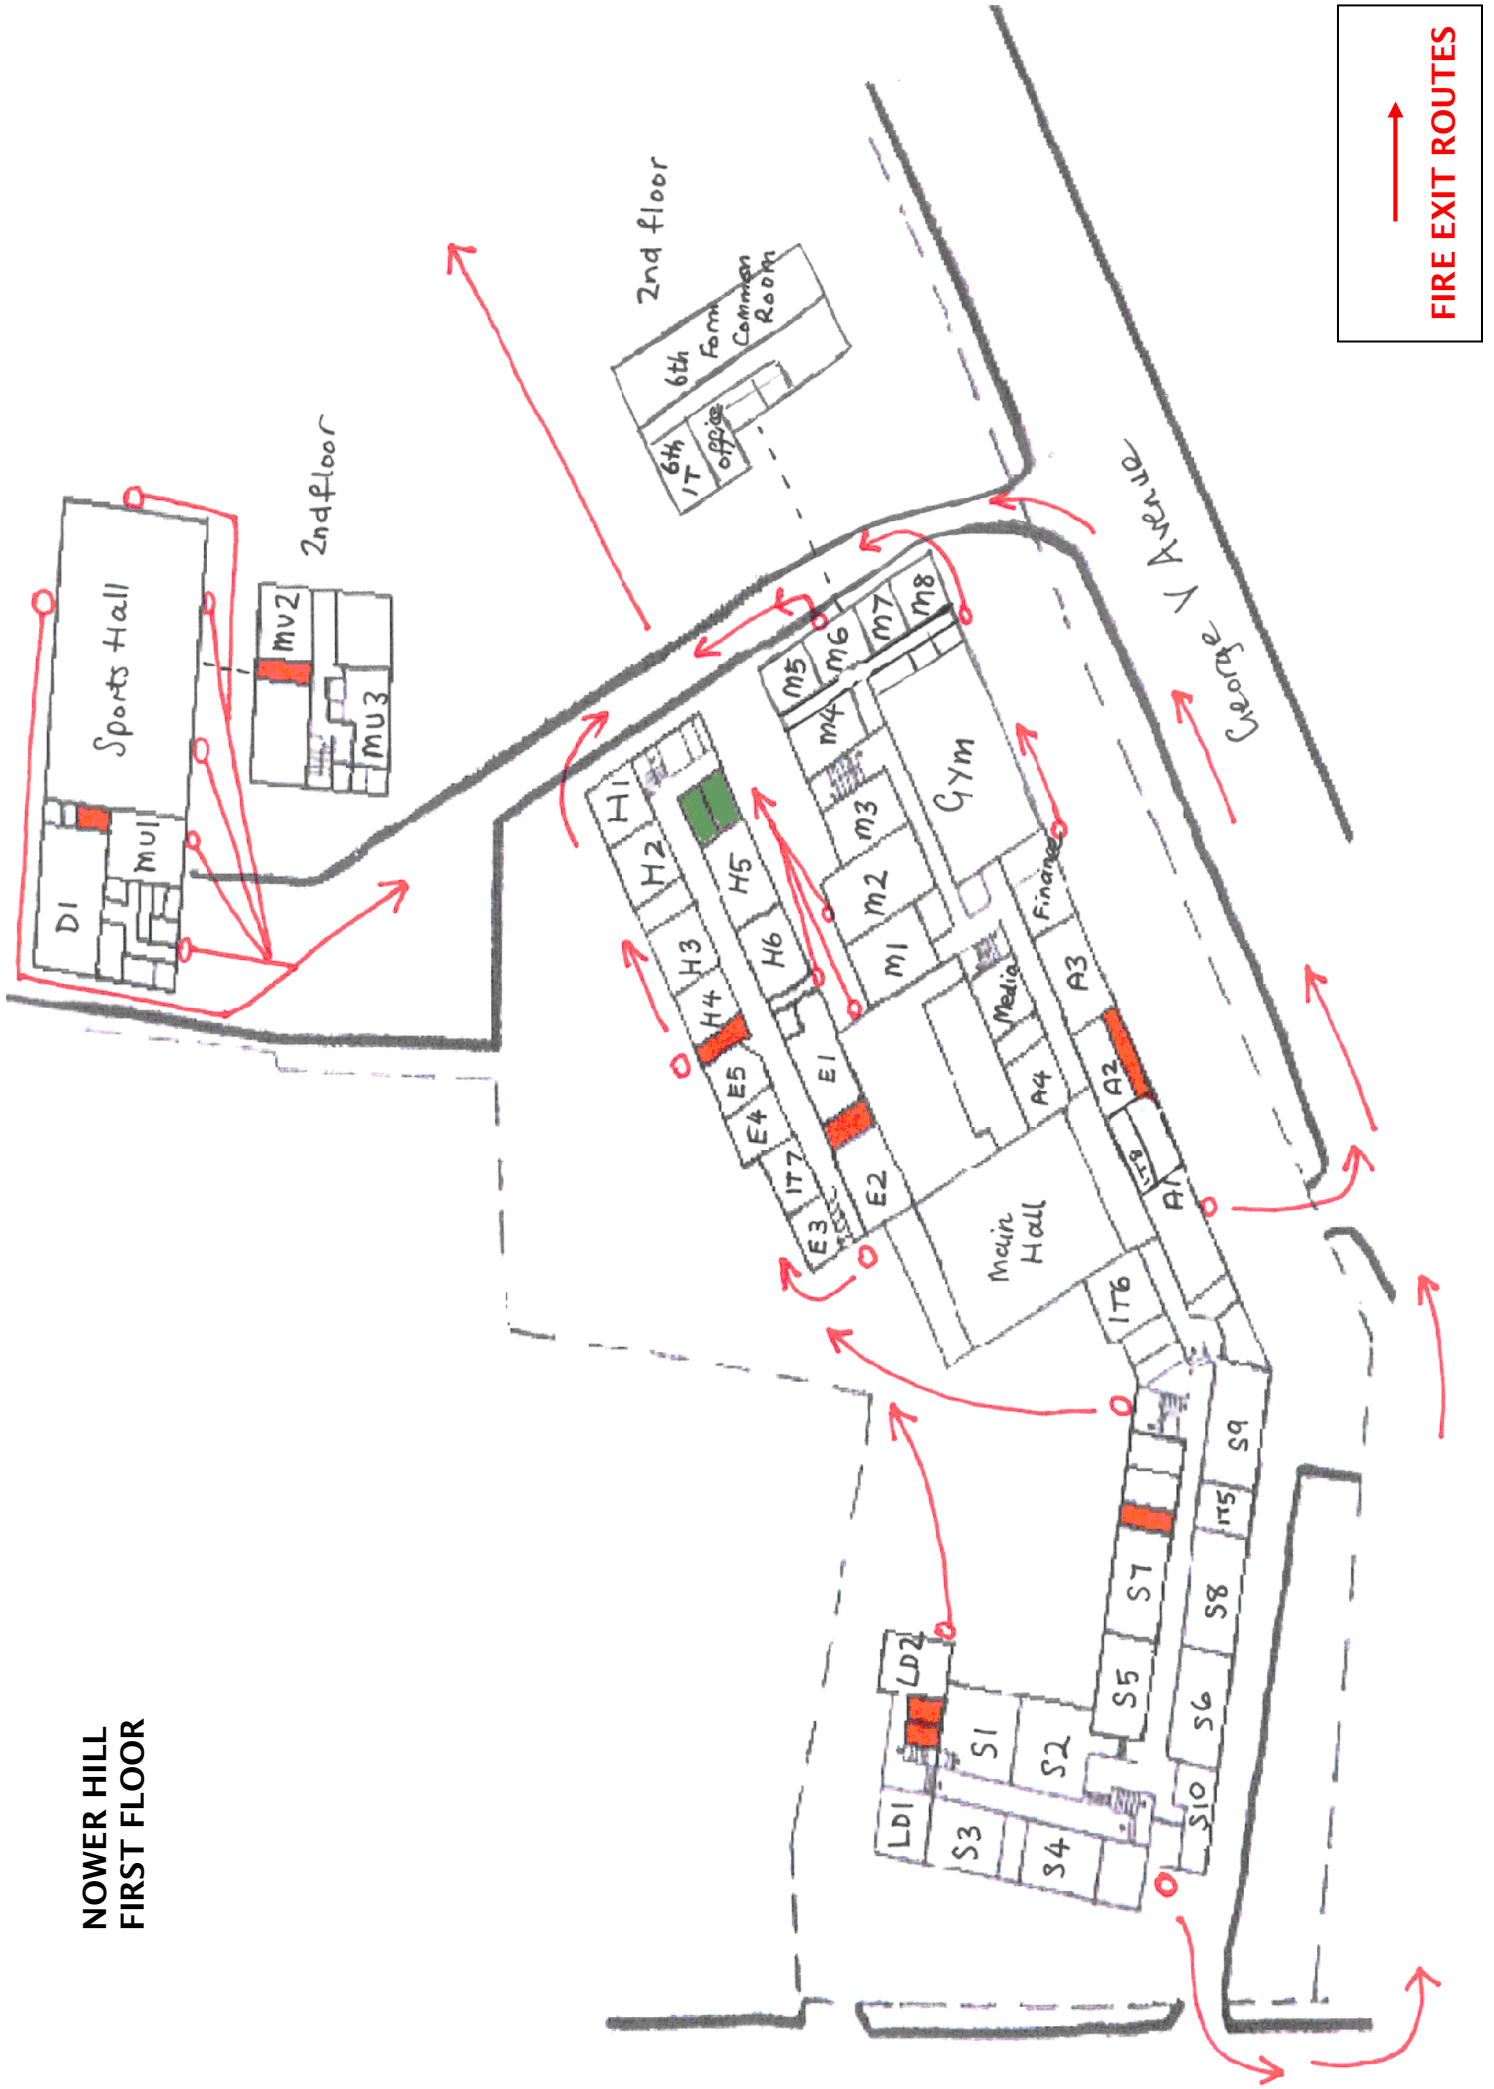 NOWER HILL
FIRST FLOOR
FIRE EXIT ROUTES
Sports Hall
D1
MU1
2nd floor
MU2
MU3
2nd floor
6th Form
Common
Room
6th
IT
office
H1
H2
H3
H4
H5
H6
E5
E4
IT7
E3
E1
E2
M1
M2
M3
M4
M5
M6
M7
M8
Gym
Finance
Media
A4
A3
A2
IT8
A1
Main
Hall
IT6
S9
IT5
S8
S7
S6
S5
S10
LD2
LD1
S1
S2
S3
S4
George V Avenue